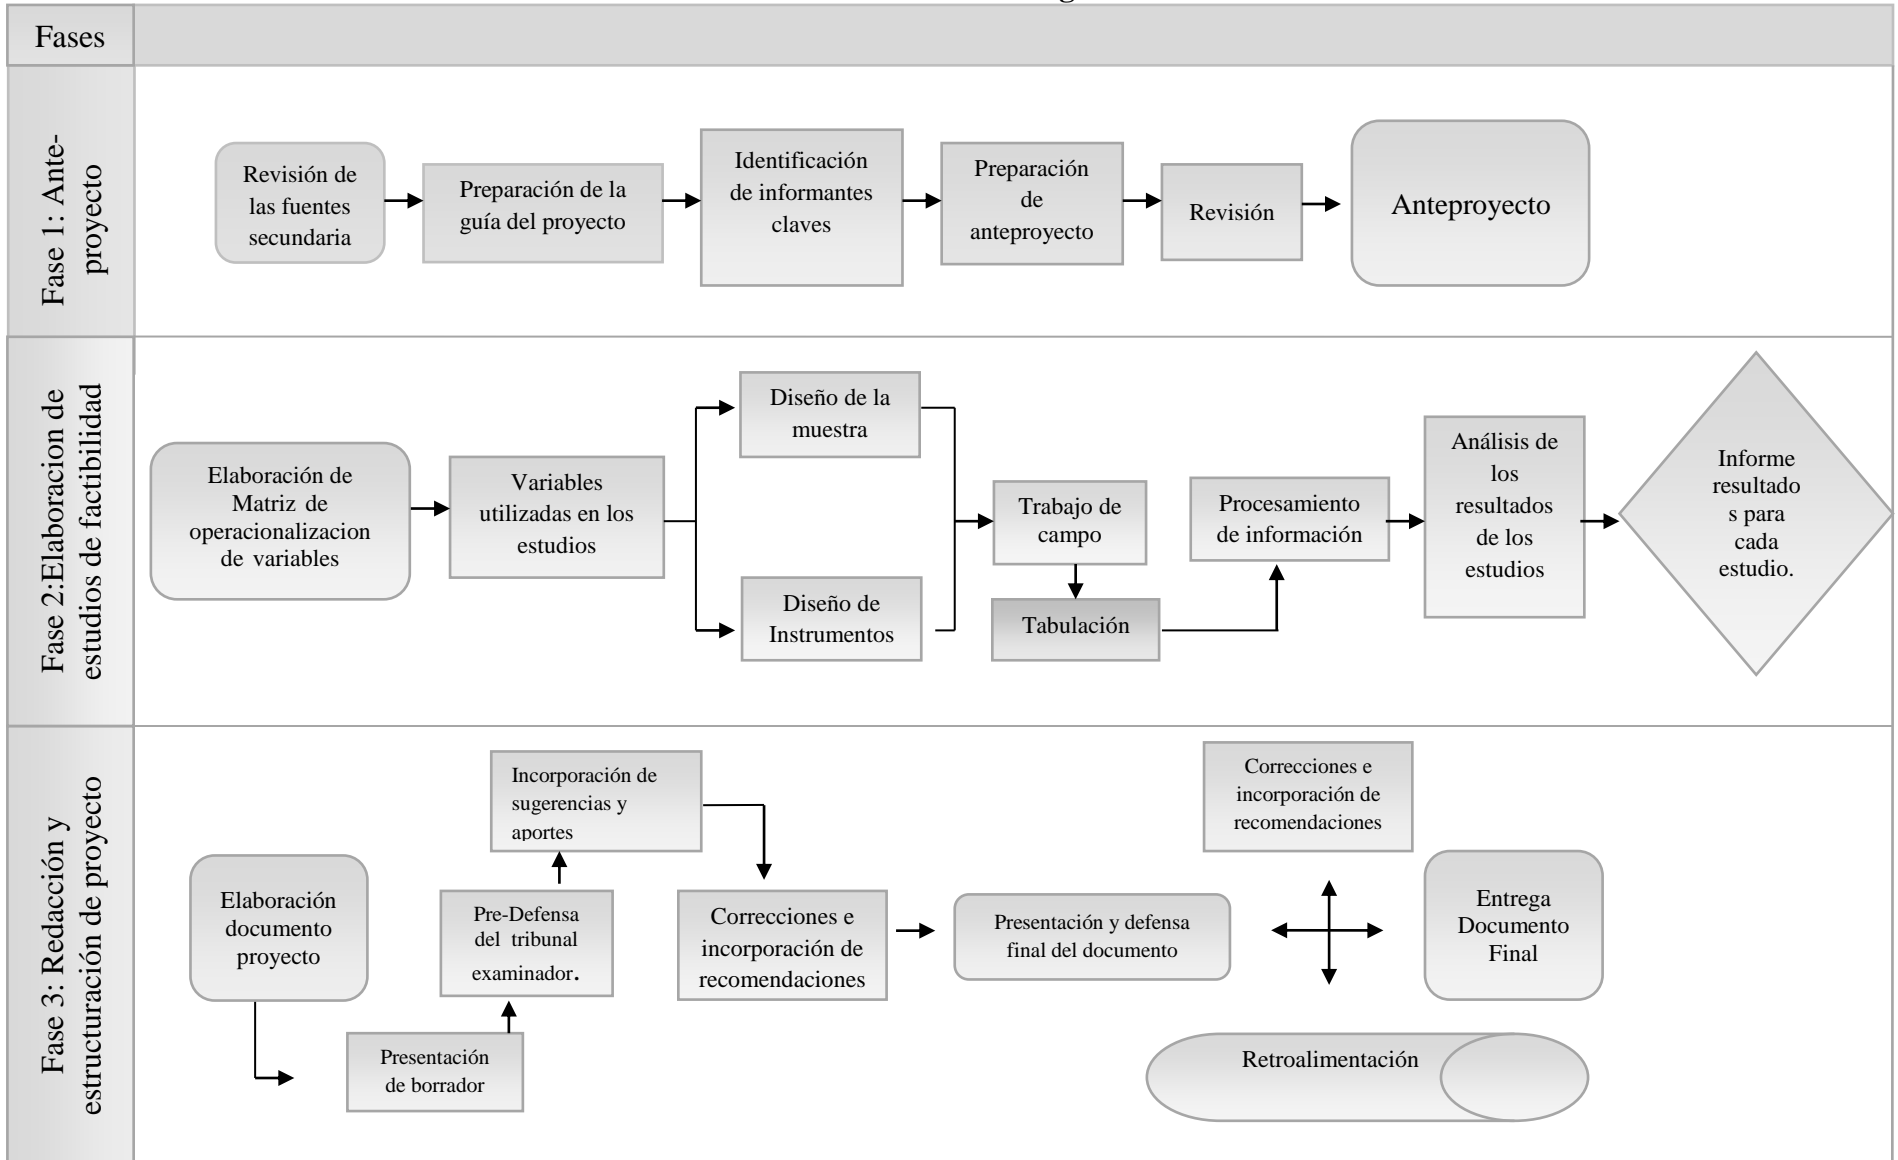 Fases
Fase 1: Ante-
proyecto
Revisión de
las fuentes
secundaria
Preparación de la
guía del proyecto
Identificación
de informantes
claves
Preparación
de
anteproyecto
Revisión
Anteproyecto
Fase 2:Elaboracion de
estudios de factibilidad
Elaboración de
Matriz de
operacionalizacion
de variables
Variables
utilizadas en los
estudios
Diseño de la
muestra
Diseño de
Instrumentos
Trabajo de
campo
Tabulación
Procesamiento
de información
Análisis de
los
resultados
de los
estudios
Informe
resultado
s para
cada
estudio.
Fase 3: Redacción y
estructuración de proyecto
Elaboración
documento
proyecto
Presentación
de borrador
Pre-Defensa
del tribunal
examinador.
Incorporación de
sugerencias y
aportes
Correcciones e
incorporación de
recomendaciones
Presentación y defensa
final del documento
Correcciones e
incorporación de
recomendaciones
Entrega
Documento
Final
Retroalimentación